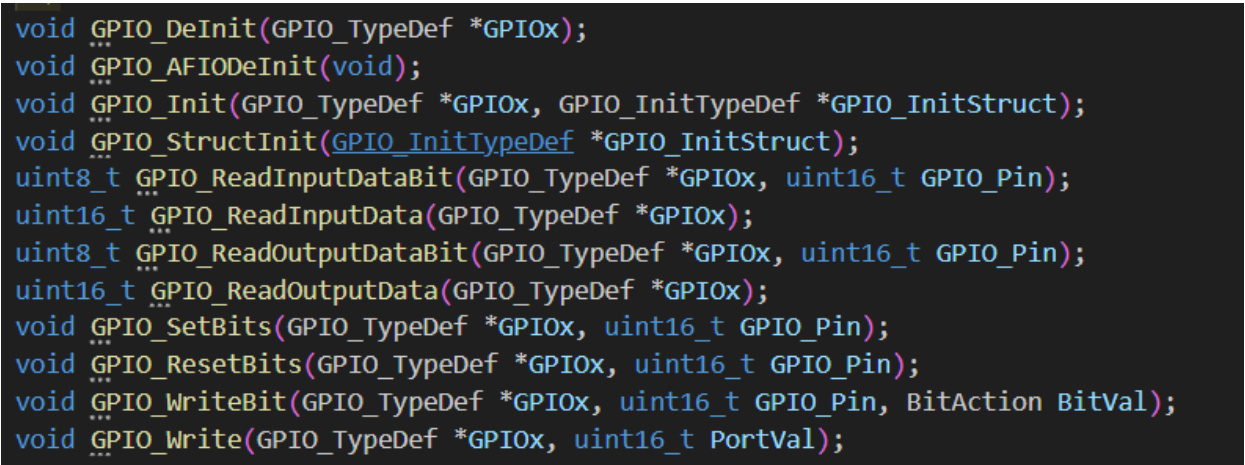 void GPIO_DeInit(GPIO_TypeDef *GPIOx);
void GPIO_AFIODeInit(void);
void GPIO_Init(GPIO_TypeDef *GPIOx, GPIO_InitTypeDef *GPIO_InitStruct);
void GPIO_StructInit(GPIO_InitTypeDef *GPIO_InitStruct);
uint8_t GPIO_ReadInputDataBit(GPIO_TypeDef *GPIOx, uint16_t GPIO_Pin);
uint16_t GPIO_ReadInputData(GPIO_TypeDef *GPIOx);
uint8_t GPIO_ReadOutputDataBit(GPIO_TypeDef *GPIOx, uint16_t GPIO_Pin);
uint16_t GPIO_ReadOutputData(GPIO_TypeDef *GPIOx);
void GPIO_SetBits(GPIO_TypeDef *GPIOx, uint16_t GPIO_Pin);
void GPIO_ResetBits(GPIO_TypeDef *GPIOx, uint16_t GPIO_Pin);
void GPIO_WriteBit(GPIO_TypeDef *GPIOx, uint16_t GPIO_Pin, BitAction BitVal);
void GPIO_Write(GPIO_TypeDef *GPIOx, uint16_t PortVal);